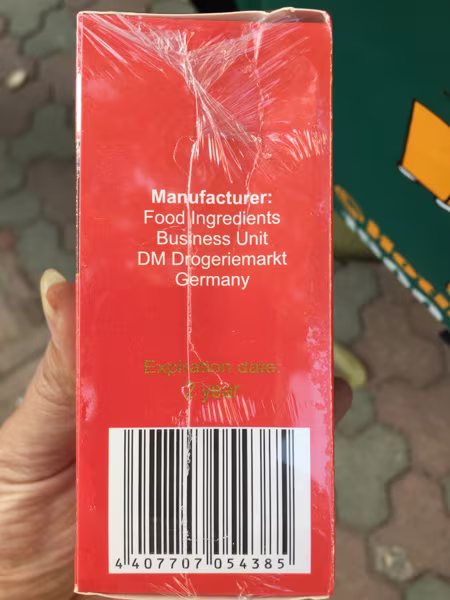 Manufacturer:
Food Ingredients
Business Unit
DM Drogeriemarkt
Germany
Expiration date:
2 year
4 407707 054385